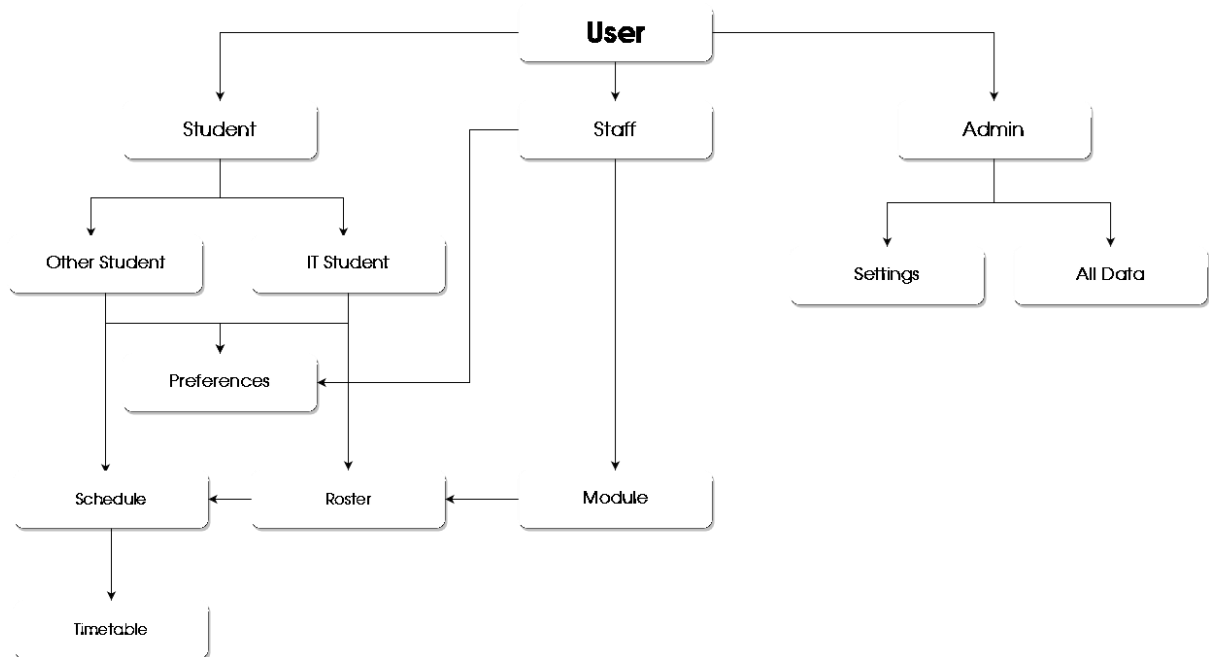 User
Student
Staff
Admin
Other Student
IT Student
Settings
All Data
Preferences
Schedule
Roster
Module
Timetable